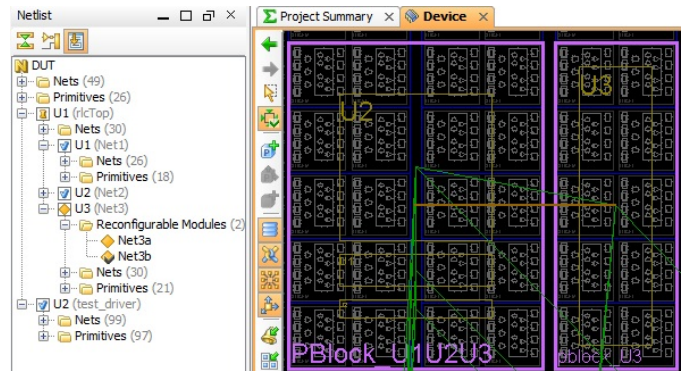 Netlist
DUT
Nets (49)
Primitives (26)
U1 (rlcTop)
Nets (30)
U1 (Net1)
Nets (26)
Primitives (18)
U2 (Net2)
U3 (Net3)
Reconfigurable Modules (2)
Net3a
Net3b
Nets (30)
Primitives (21)
U2 (test_driver)
Nets (99)
Primitives (97)
Project Summary
Device
U2
U3
PBlock_U1U2U3
pblock_U3